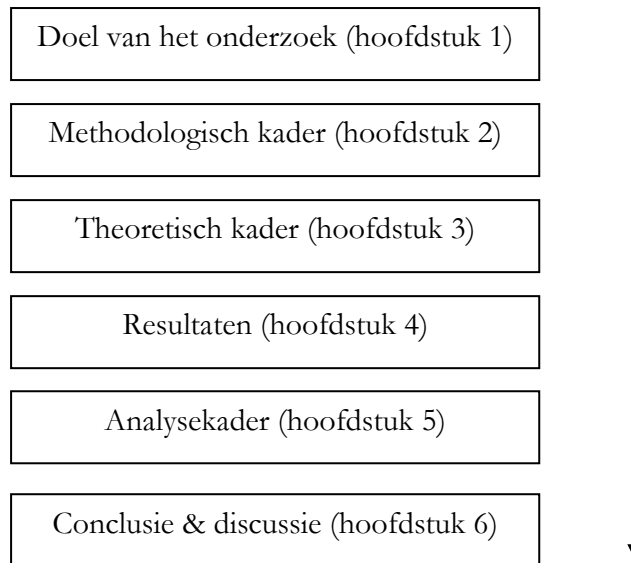 Doel van het onderzoek (hoofdstuk 1)
Methodologisch kader (hoofdstuk 2)
Theoretisch kader (hoofdstuk 3)
Resultaten (hoofdstuk 4)
Analysekader (hoofdstuk 5)
Conclusie & discussie (hoofdstuk 6)